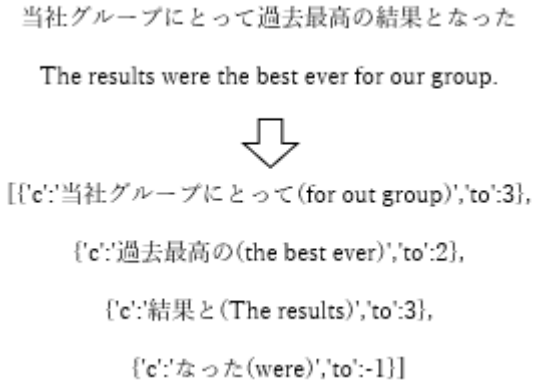 当社グループにとって過去最高の結果となった
The results were the best ever for our group.
[{'c':'当社グループにとって(for out group)','to':3},
{'c':'過去最高の(the best ever)','to':2},
{'c':'結果と(The results)','to':3},
{'c':'なった(were)','to':-1}]